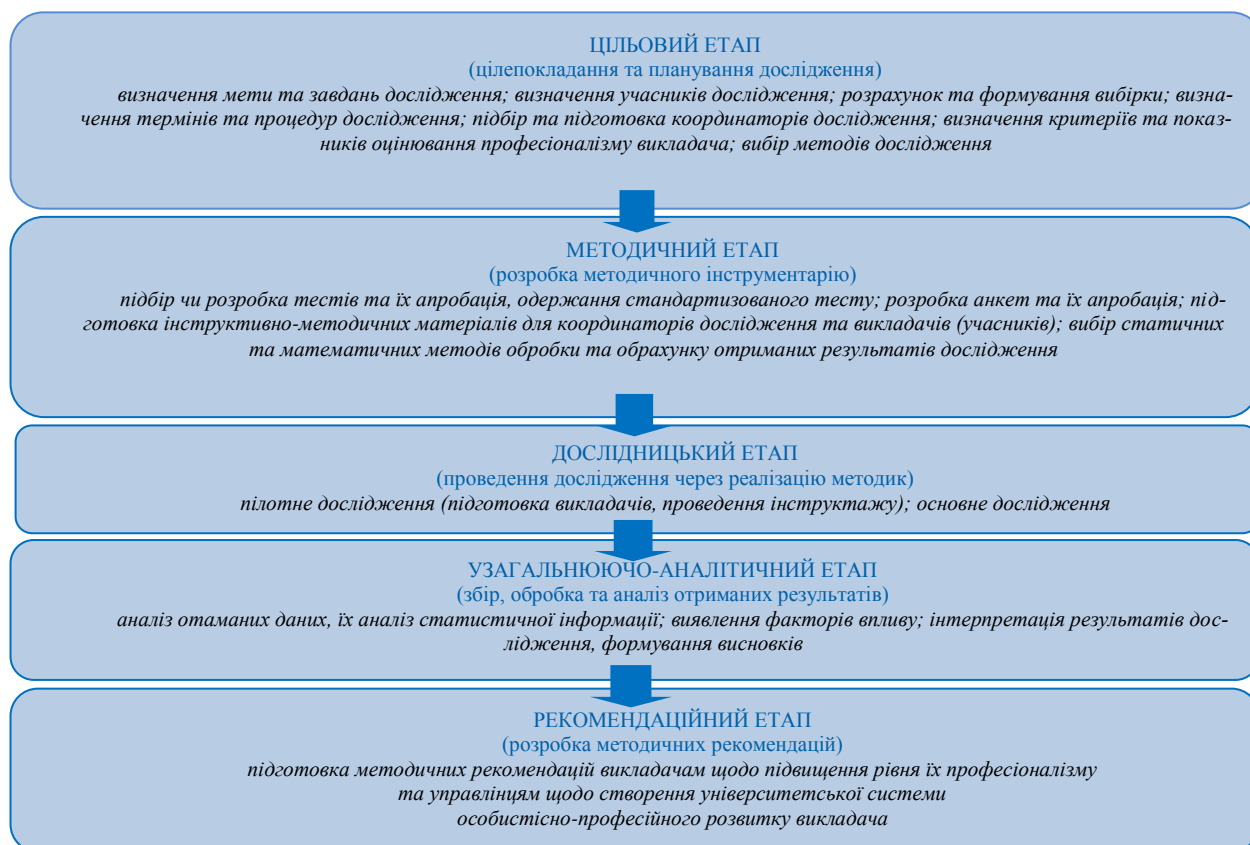 ЦІЛЬОВИЙ ЕТАП
(цілепокладання та планування дослідження)
визначення мети та завдань дослідження; визначення учасників дослідження; розрахунок та формування вибірки; визна-
чення термінів та процедур дослідження; підбір та підготовка координаторів дослідження; визначення критеріїв та показ-
ників оцінювання професіоналізму викладача; вибір методів дослідження
МЕТОДИЧНИЙ ЕТАП
(розробка методичного інструментарію)
підбір чи розробка тестів та їх апробація, одержання стандартизованого тесту; розробка анкет та їх апробація; під-
готовка інструктивно-методичних матеріалів для координаторів дослідження та викладачів (учасників); вибір статичних
та математичних методів обробки та обрахунку отриманих результатів дослідження
ДОСЛІДНИЦЬКИЙ ЕТАП
(проведення дослідження через реалізацію методик)
пілотне дослідження (підготовка викладачів, проведення інструктажу); основне дослідження
УЗАГАЛЬНЮЮЧО-АНАЛІТИЧНИЙ ЕТАП
(збір, обробка та аналіз отриманих результатів)
аналіз отаманих даних, їх аналіз статистичної інформації; виявлення факторів впливу; інтерпретація результатів дос-
лідження, формування висновків
РЕКОМЕНДАЦІЙНИЙ ЕТАП
(розробка методичних рекомендацій)
підготовка методичних рекомендацій викладачам щодо підвищення рівня їх професіоналізму
та управлінцям щодо створення університетської системи
особистісно-професійного розвитку викладача